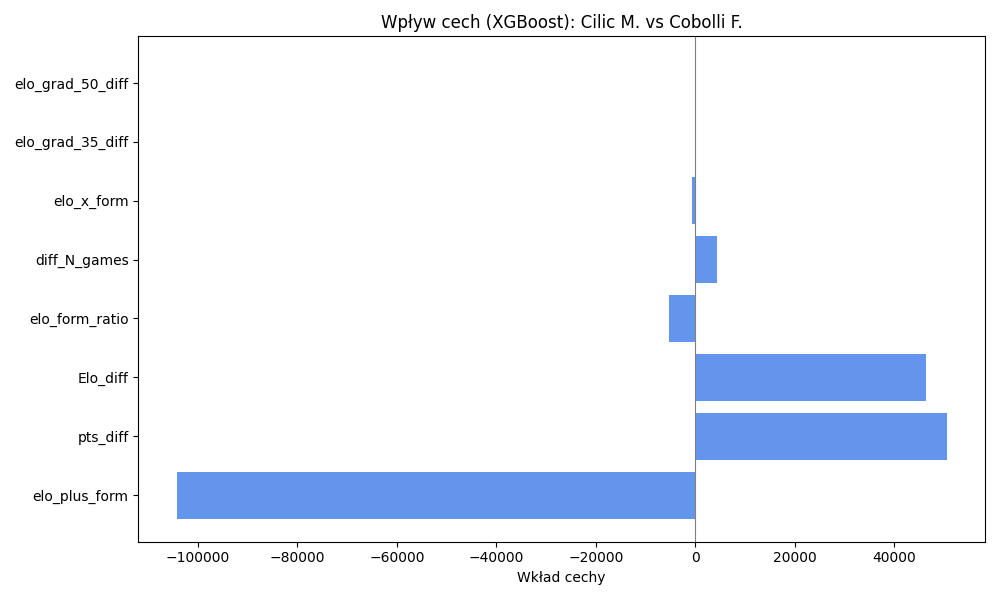 Wpływ cech (XGBoost): Cilic M. vs Cobolli F.
elo_grad_50_diff
elo_grad_35_diff
elo_x_form
diff_N_games
elo_form_ratio
Elo_diff
pts_diff
elo_plus_form
−100000 −80000 −60000 −40000 −20000 0 20000 40000
Wkład cechy